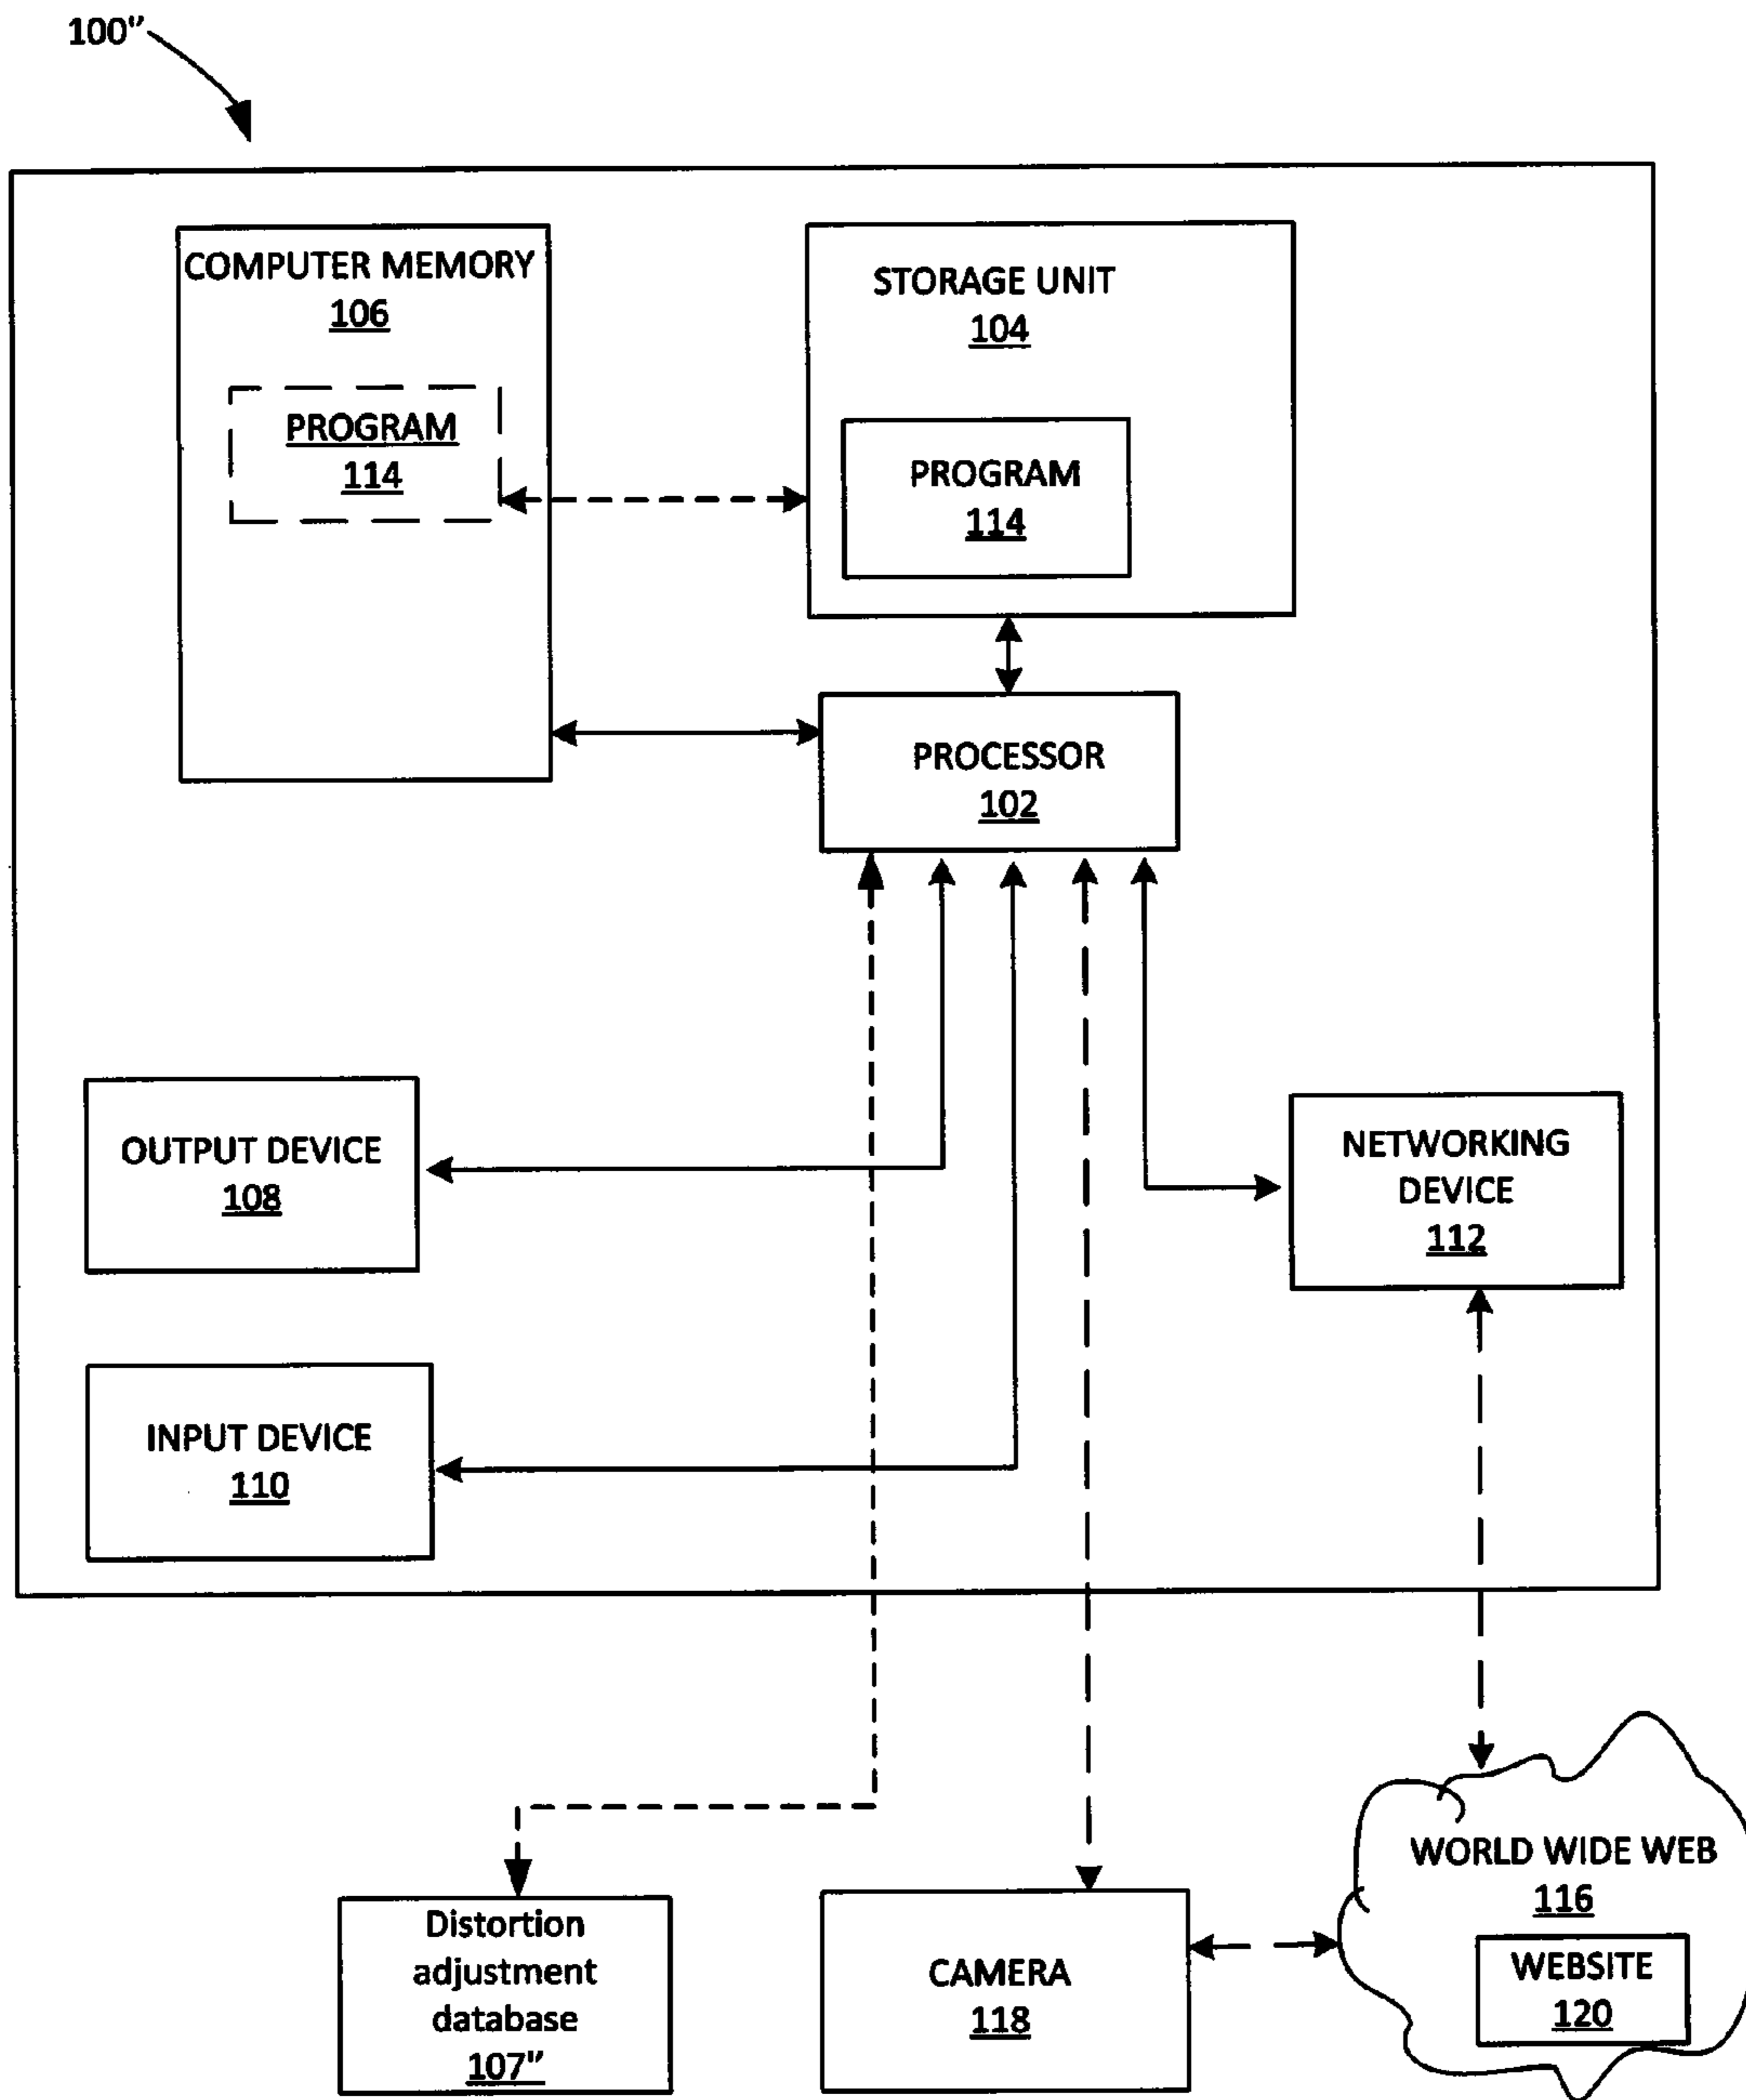 100"
COMPUTER MEMORY
106
PROGRAM
114
STORAGE UNIT
104
PROGRAM
114
PROCESSOR
102
OUTPUT DEVICE
108
NETWORKING
DEVICE
112
INPUT DEVICE
110
Distortion
adjustment
database
107"
CAMERA
118
WORLD WIDE WEB
116
WEBSITE
120